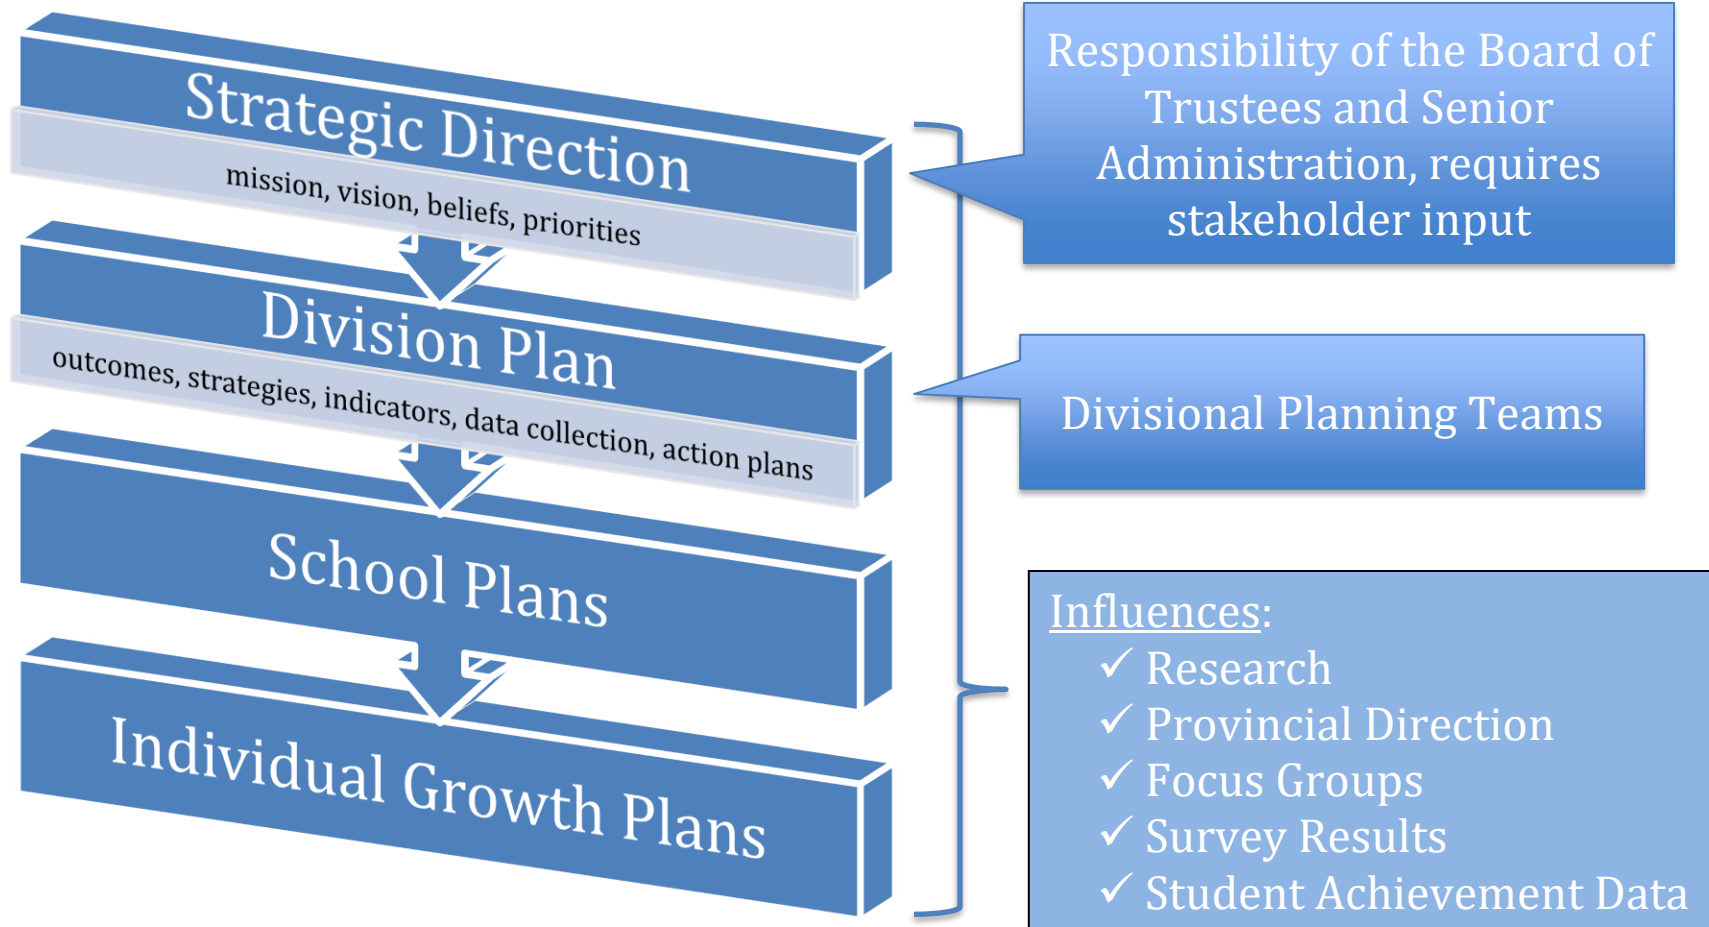 Strategic Direction
mission, vision, beliefs, priorities
Division Plan
outcomes, strategies, indicators, data collection, action plans
School Plans
Individual Growth Plans
Responsibility of the Board of
Trustees and Senior
Administration, requires
stakeholder input
Divisional Planning Teams
Influences:
✓ Research
✓ Provincial Direction
✓ Focus Groups
✓ Survey Results
✓ Student Achievement Data